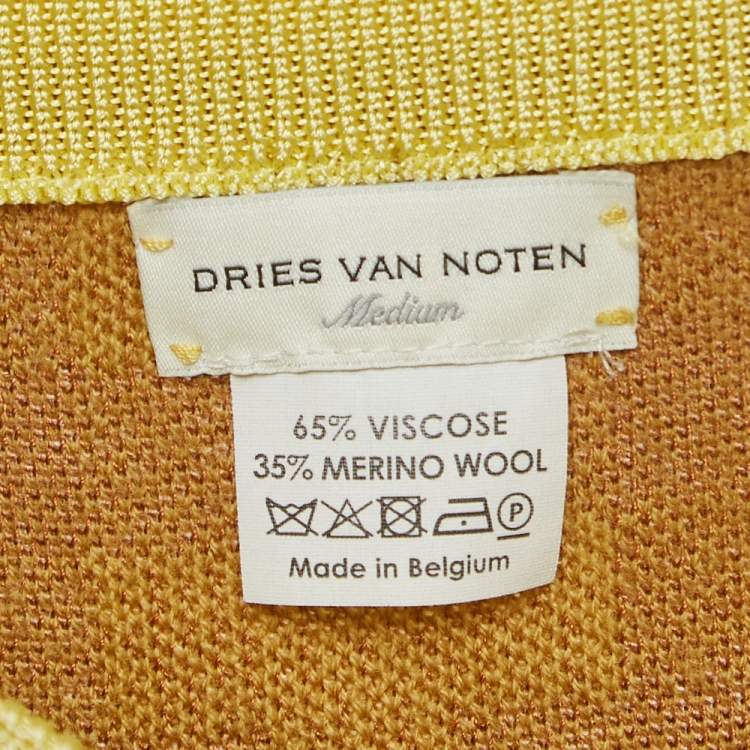 DRIES VAN NOTEN
Medium
65% VISCOSE
35% MERINO WOOL
P
Made in Belgium